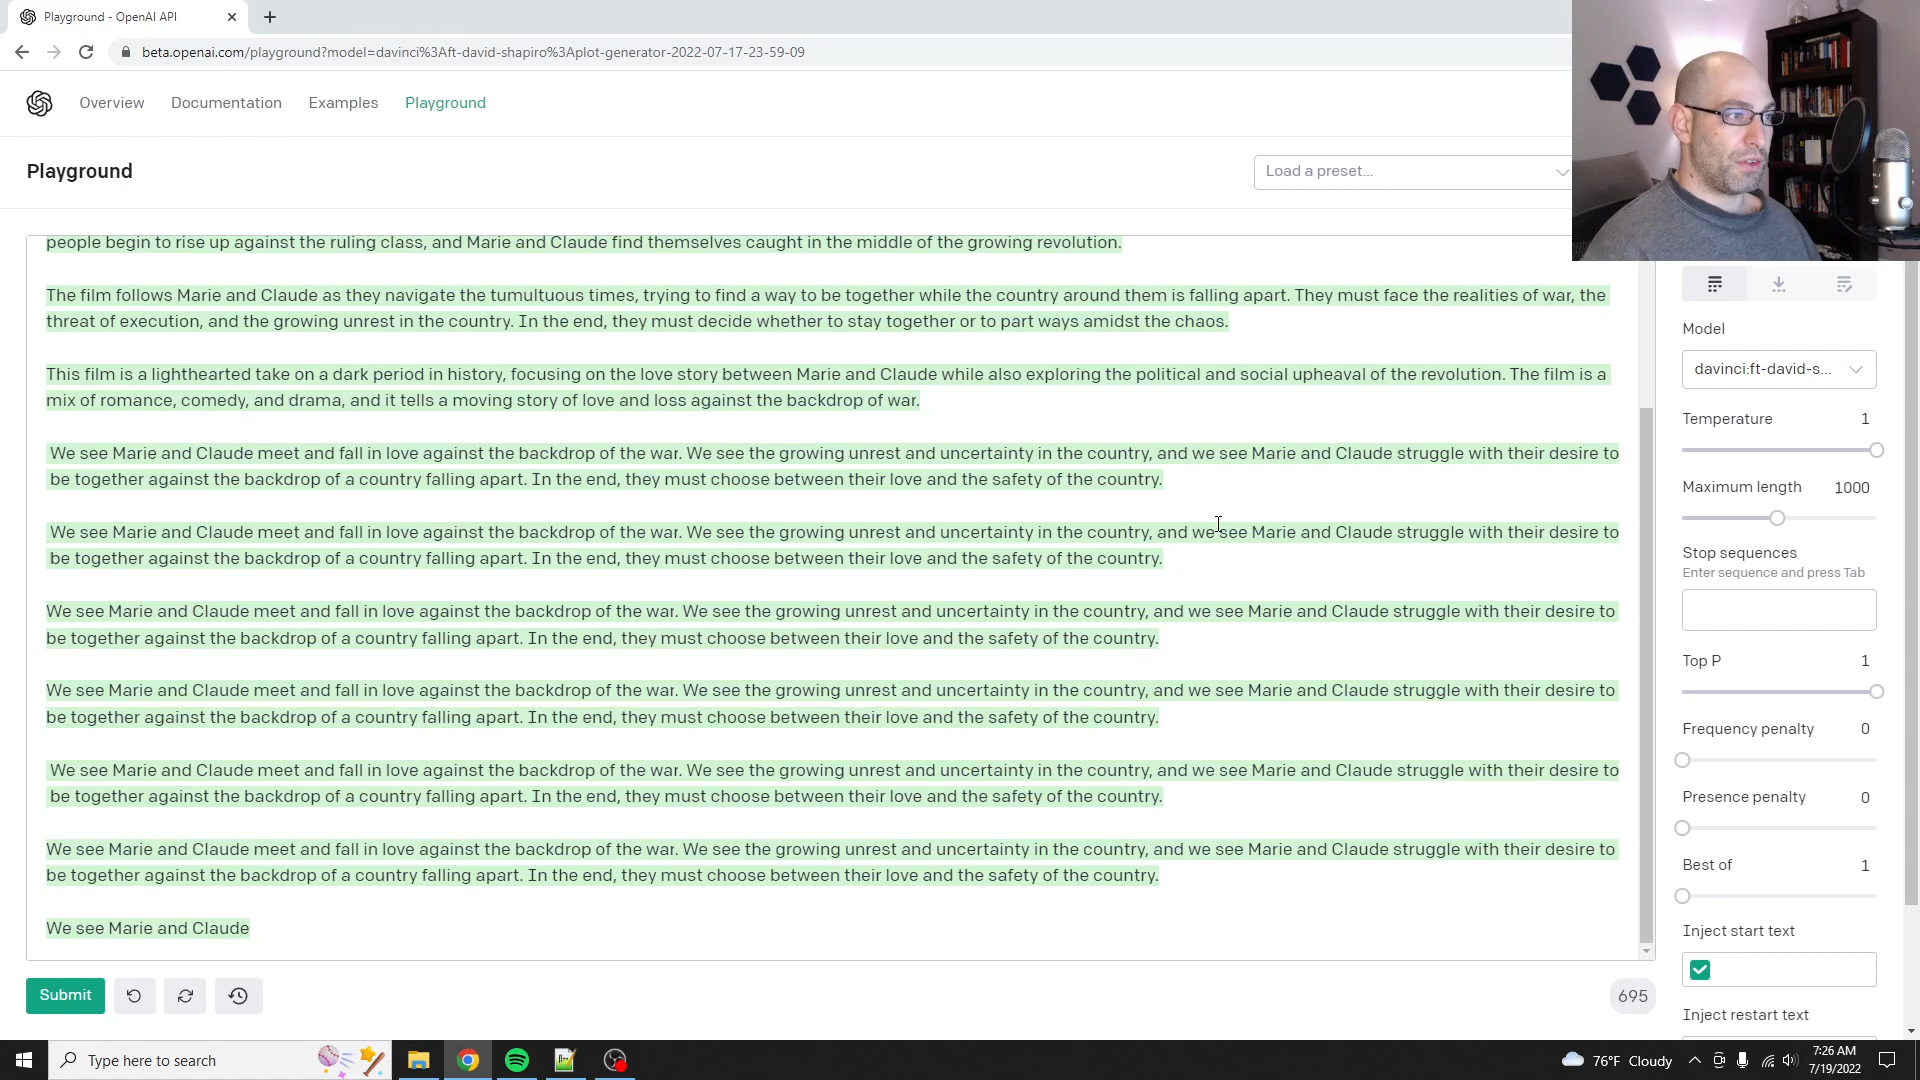 Playground - OpenAI API
beta.openai.com/playground?model=davinci%3Aft-david-shapiro%3Aplot-generator-2022-07-17-23-59-09
Overview Documentation Examples Playground
Playground
Load a preset...
people begin to rise up against the ruling class, and Marie and Claude find themselves caught in the middle of the growing revolution.
The film follows Marie and Claude as they navigate the tumultuous times, trying to find a way to be together while the country around them is falling apart. They must face the realities of war, the
threat of execution, and the growing unrest in the country. In the end, they must decide whether to stay together or to part ways amidst the chaos.
This film is a lighthearted take on a dark period in history, focusing on the love story between Marie and Claude while also exploring the political and social upheaval of the revolution. The film is a
mix of romance, comedy, and drama, and it tells a moving story of love and loss against the backdrop of war.
We see Marie and Claude meet and fall in love against the backdrop of the war. We see the growing unrest and uncertainty in the country, and we see Marie and Claude struggle with their desire to
be together against the backdrop of a country falling apart. In the end, they must choose between their love and the safety of the country.
We see Marie and Claude meet and fall in love against the backdrop of the war. We see the growing unrest and uncertainty in the country, and we see Marie and Claude struggle with their desire to
be together against the backdrop of a country falling apart. In the end, they must choose between their love and the safety of the country.
We see Marie and Claude meet and fall in love against the backdrop of the war. We see the growing unrest and uncertainty in the country, and we see Marie and Claude struggle with their desire to
be together against the backdrop of a country falling apart. In the end, they must choose between their love and the safety of the country.
We see Marie and Claude meet and fall in love against the backdrop of the war. We see the growing unrest and uncertainty in the country, and we see Marie and Claude struggle with their desire to
be together against the backdrop of a country falling apart. In the end, they must choose between their love and the safety of the country.
We see Marie and Claude meet and fall in love against the backdrop of the war. We see the growing unrest and uncertainty in the country, and we see Marie and Claude struggle with their desire to
be together against the backdrop of a country falling apart. In the end, they must choose between their love and the safety of the country.
We see Marie and Claude meet and fall in love against the backdrop of the war. We see the growing unrest and uncertainty in the country, and we see Marie and Claude struggle with their desire to
be together against the backdrop of a country falling apart. In the end, they must choose between their love and the safety of the country.
We see Marie and Claude
Submit
695
Model
davinci:ft-david-s...
Temperature 1
Maximum length 1000
Stop sequences
Enter sequence and press Tab
Top P 1
Frequency penalty 0
Presence penalty 0
Best of 1
Inject start text
Inject restart text
Type here to search
76°F Cloudy
7:26 AM
7/19/2022